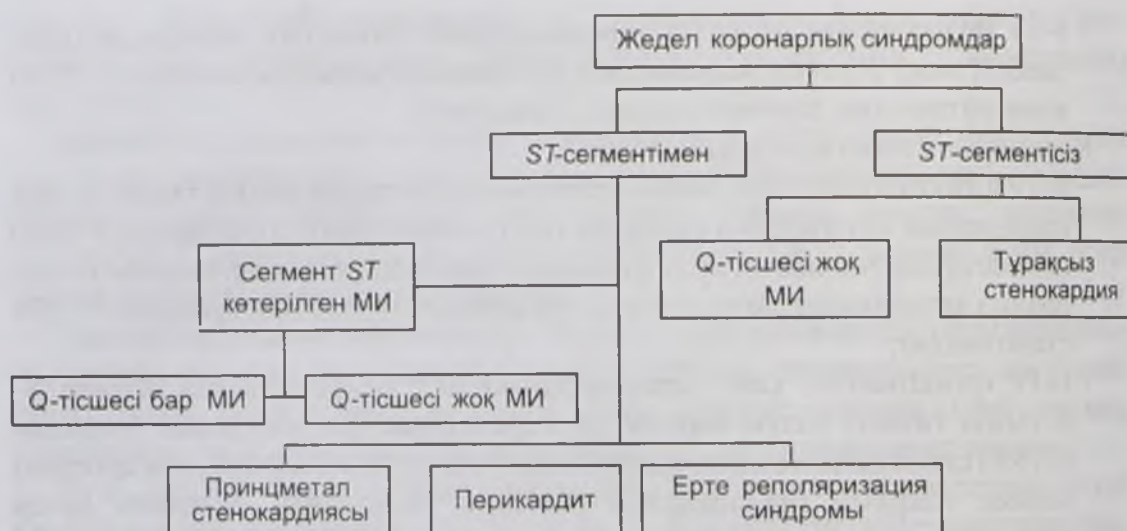 Жедел коронарлық синдромдар
ST-сегментімен
ST-сегментісіз
Сегмент ST
көтерілген МИ
Q-тісшесі жоқ
МИ
Тұрақсыз
стенокардия
Q-тісшесі бар МИ
Q-тісшесі жоқ МИ
Принцметал
стенокардиясы
Перикардит
Ерте реполяризация
синдромы